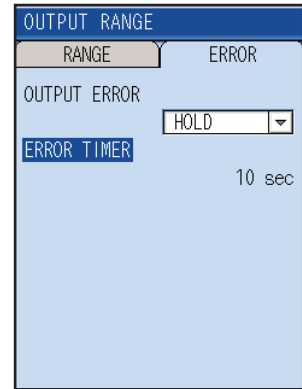 OUTPUT RANGE
RANGE ERROR
OUTPUT ERROR
HOLD
ERROR TIMER
10 sec